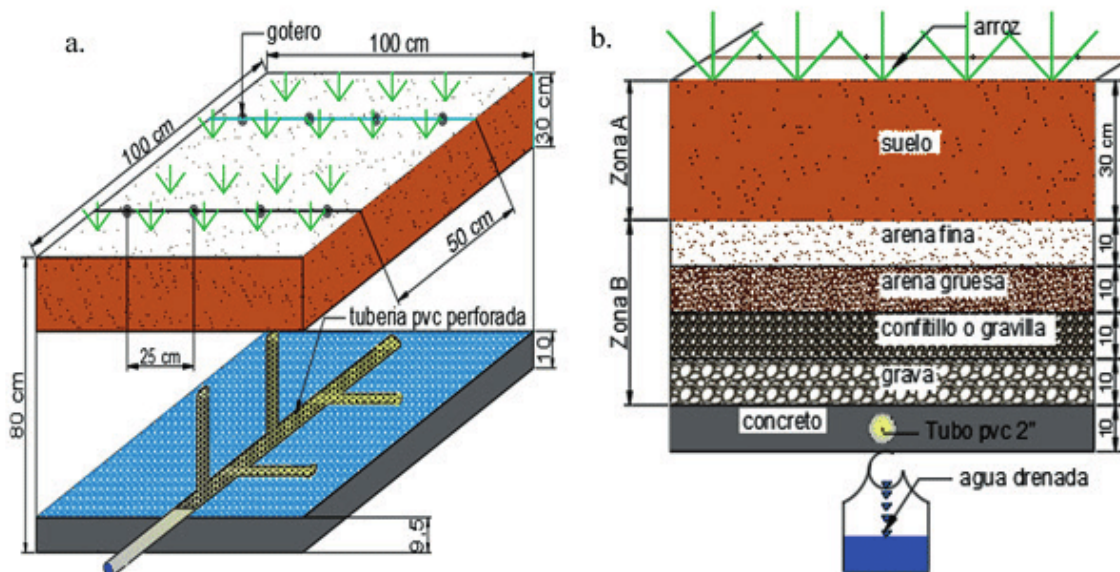 a.
gotero
100 cm
100 cm
30 cm
50 cm
25 cm
tuberia pvc perforada
10
80 cm
9,5
b.
arroz
Zona A
suelo
30 cm
Zona B
arena fina
10
arena gruesa
10
confitillo o gravilla
10
grava
10
concreto
Tubo pvc 2"
10
agua drenada